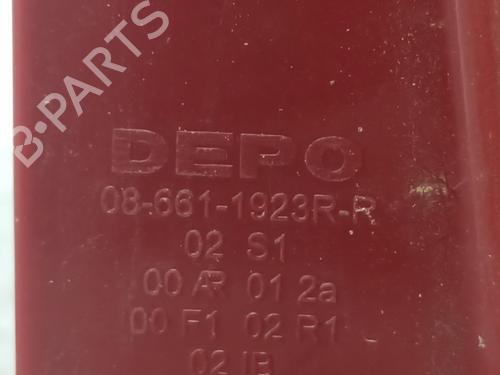 B-PARTS
DEPO
08-661-1923R-R
02 S1
00 AR 01 2a
00 F1 02 R1
02 IB